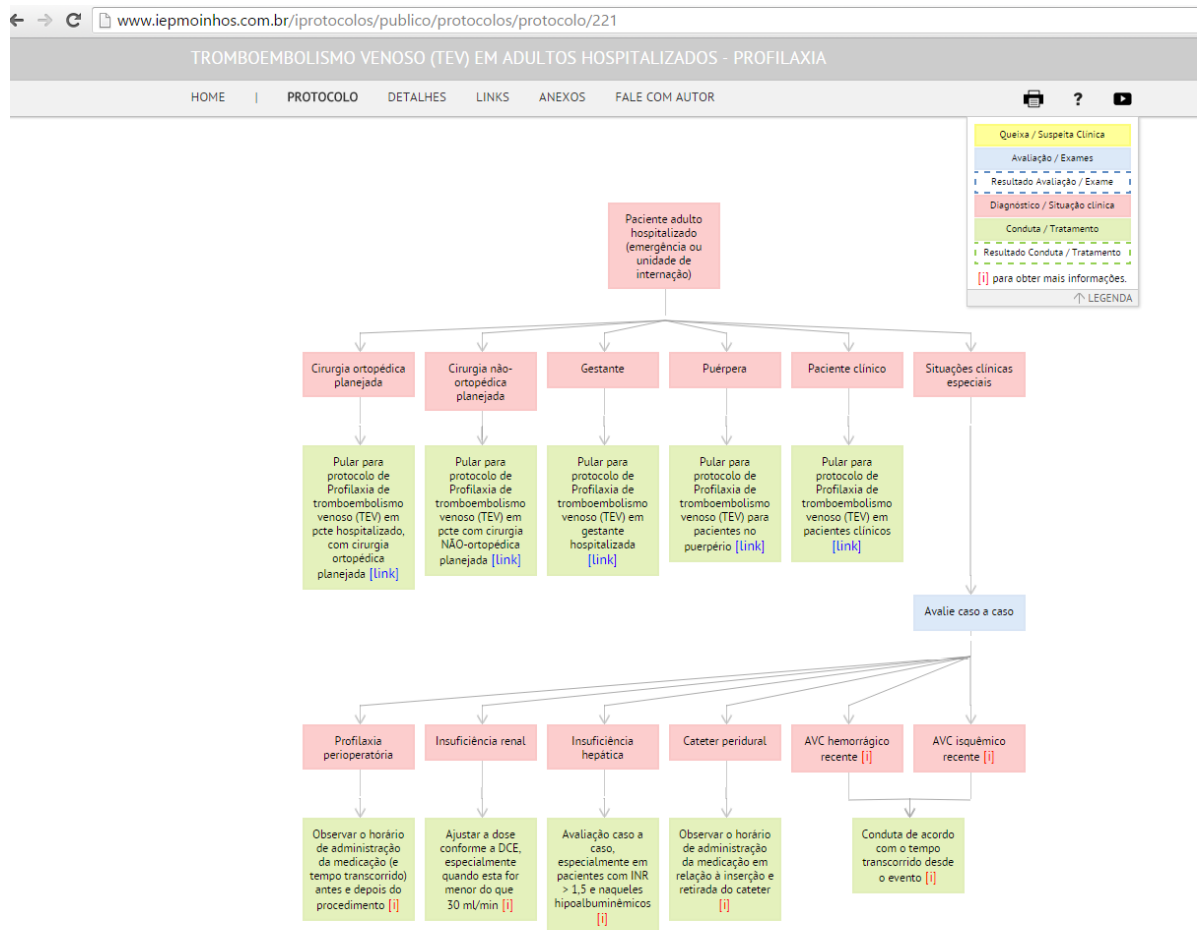 www.iepmoinhos.com.br/iprotocolos/publico/protocolos/protocolo/221
TROMBOEMBOLISMO VENOSO (TEV) EM ADULTOS HOSPITALIZADOS - PROFILAXIA
HOME | PROTOCOLO DETALHES LINKS ANEXOS FALE COM AUTOR ?
Queixa / Suspeita Clínica
Avaliação / Exames
Resultado Avaliação / Exame
Diagnóstico / Situação clínica
Conduta / Tratamento
Resultado Conduta / Tratamento
[i] para obter mais informações.
LEGENDA
Paciente adulto
hospitalizado
(emergência ou
unidade de
internação)
Cirurgia ortopédica
planejada
Cirurgia não-
ortopédica
planejada
Gestante
Puérpera
Paciente clínico
Situações clínicas
especiais
Pular para
protocolo de
Profilaxia de
tromboembolismo
venoso (TEV) em
pcte hospitalizado,
com cirurgia
ortopédica
planejada [link]
Pular para
protocolo de
Profilaxia de
tromboembolismo
venoso (TEV) em
pcte com cirurgia
NÃO-ortopédica
planejada [link]
Pular para
protocolo de
Profilaxia de
tromboembolismo
venoso (TEV) em
gestante
hospitalizada
[link]
Pular para
protocolo de
Profilaxia de
tromboembolismo
venoso (TEV) para
pacientes no
puerpério [link]
Pular para
protocolo de
Profilaxia de
tromboembolismo
venoso (TEV) em
pacientes clínicos
[link]
Avalie caso a caso
Profilaxia
perioperatória
Insuficiência renal
Insuficiência
hepática
Cateter peridural
AVC hemorrágico
recente [i]
AVC isquêmico
recente [i]
Observar o horário
de administração
da medicação (e
tempo transcorrido)
antes e depois do
procedimento [i]
Ajustar a dose
conforme a DCE,
especialmente
quando esta for
menor do que
30 ml/min [i]
Avaliação caso a
caso,
especialmente em
pacientes com INR
> 1,5 e naqueles
hipoalbuminêmicos
[i]
Observar o horário
de administração
da medicação em
relação à inserção e
retirada do cateter
[i]
Conduta de acordo
com o tempo
transcorrido desde
o evento [i]